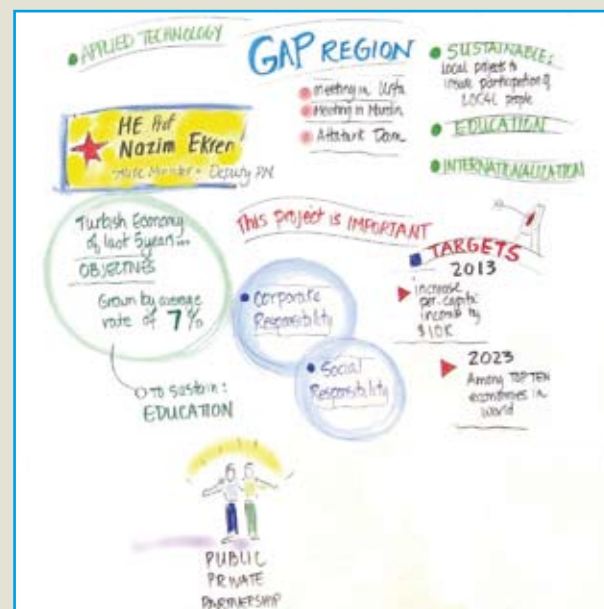 APPLIED TECHNOLOGY
GAP REGION
meeting in Urfa
Meeting in Mardin
Attaturk Dam
SUSTAINABLE:
local projects to
insure participation of
LOCAL people
EDUCATION
INTERNATIONALIZATION
HE Prof
Nazim Ekren!
State Minister + Deputy PM
Turkish Economy
of last 5 years...
OBJECTIVES
Grown by average
rate of 7%
TO Sustain:
EDUCATION
This project is IMPORTANT
Corporate
Responsibility
Social
Responsibility
TARGETS
2013
increase
per-capita
income by
$10K
2023
Among TOP TEN
economies in
world
PUBLIC
PRIVATE
PARTNERSHIP